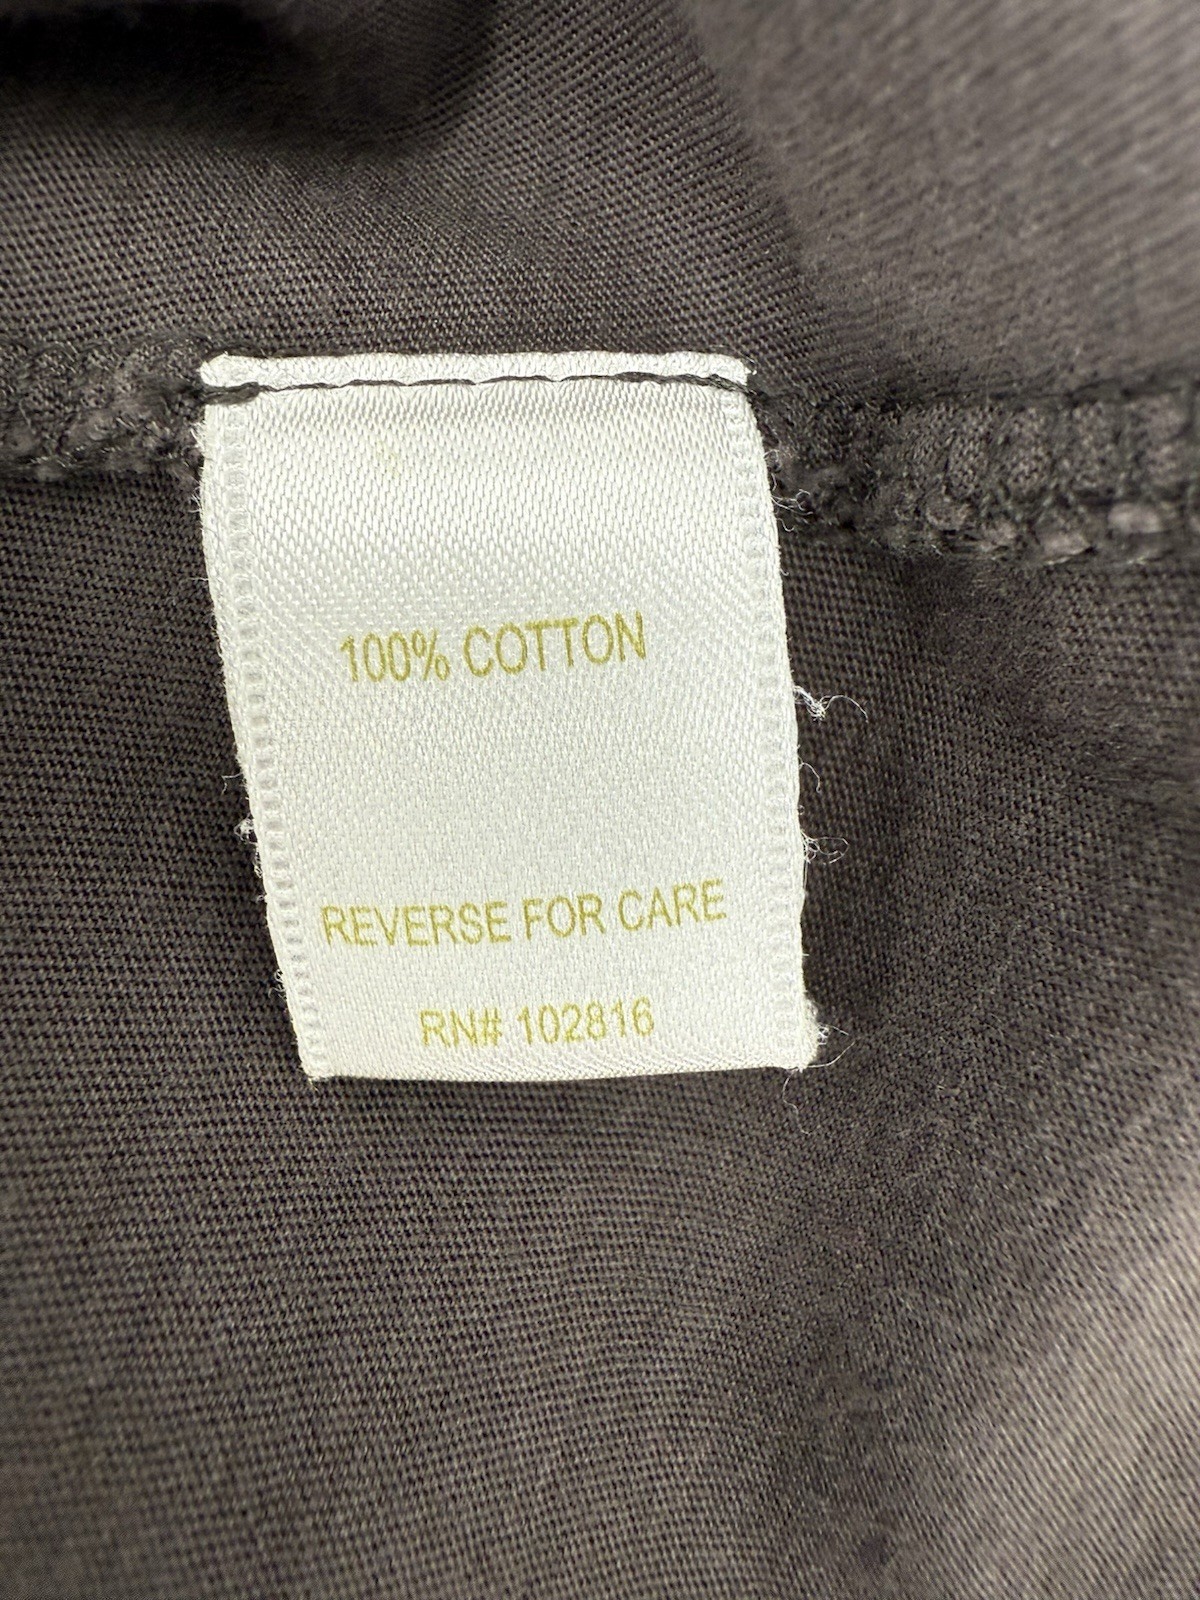 100% COTTON
REVERSE FOR CARE
RN# 102816